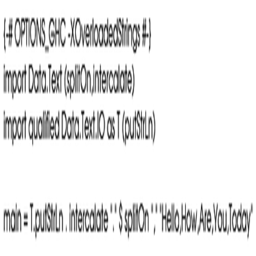 {-# OPTIONS_GHC -XOverloadedStrings #-}
import Data.Text (splitOn,intercalate)
import qualified Data.Text.IO as T (putStrLn)
main = T.putStrLn . intercalate "." $ splitOn "," "Hello,How,Are,You,Today"